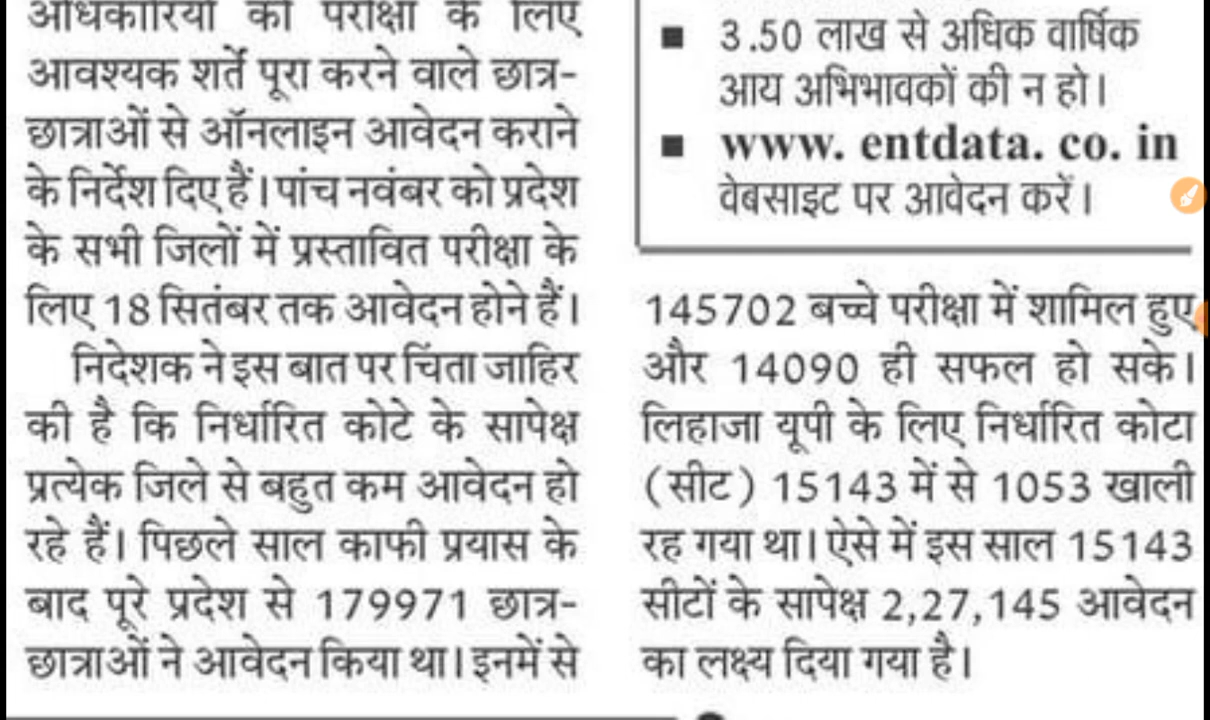 अधिकारियों को परीक्षा के लिए
आवश्यक शर्तें पूरा करने वाले छात्र-
छात्राओं से ऑनलाइन आवेदन कराने
के निर्देश दिए हैं। पांच नवंबर को प्रदेश
के सभी जिलों में प्रस्तावित परीक्षा के
लिए 18 सितंबर तक आवेदन होने हैं।
निदेशक ने इस बात पर चिंता जाहिर
की है कि निर्धारित कोटे के सापेक्ष
प्रत्येक जिले से बहुत कम आवेदन हो
रहे हैं। पिछले साल काफी प्रयास के
बाद पूरे प्रदेश से 179971 छात्र-
छात्राओं ने आवेदन किया था। इनमें से
■ 3.50 लाख से अधिक वार्षिक
आय अभिभावकों की न हो।
■ www. entdata. co. in
वेबसाइट पर आवेदन करें।
145702 बच्चे परीक्षा में शामिल हुए
और 14090 ही सफल हो सके।
लिहाजा यूपी के लिए निर्धारित कोटा
(सीट) 15143 में से 1053 खाली
रह गया था। ऐसे में इस साल 15143
सीटों के सापेक्ष 2,27,145 आवेदन
का लक्ष्य दिया गया है।